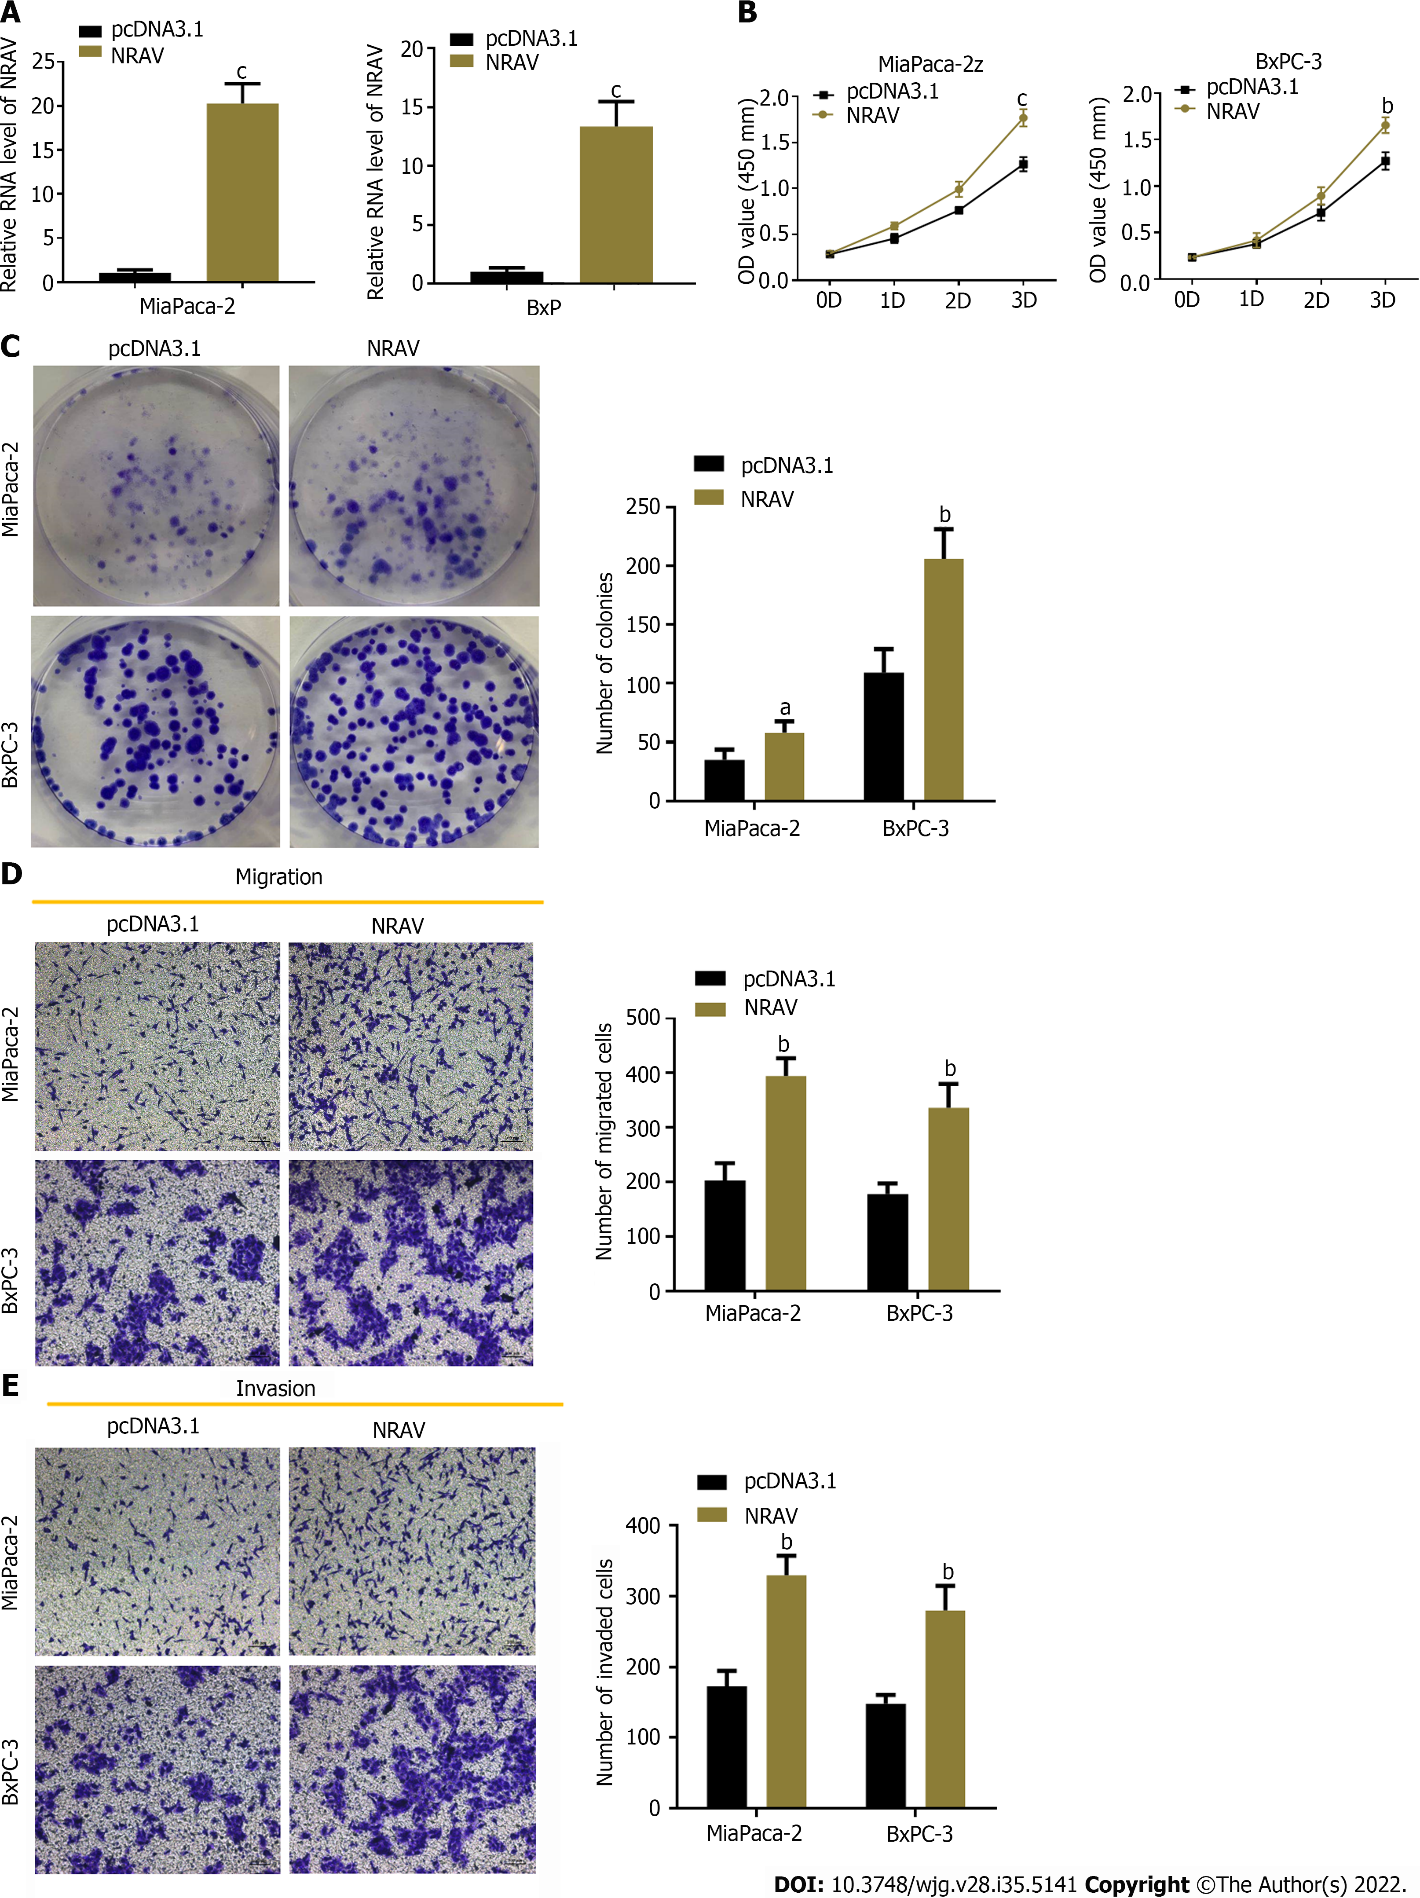 A
pcDNA3.1
NRAV
Relative RNA level of NRAV
25
20
15
10
5
0
c
MiaPaca-2
pcDNA3.1
NRAV
Relative RNA level of NRAV
20
15
10
5
0
c
BxP
B
MiaPaca-2z
pcDNA3.1
NRAV
OD value (450 mm)
2.0
1.5
1.0
0.5
0.0
c
0D 1D 2D 3D
BxPC-3
pcDNA3.1
NRAV
OD value (450 mm)
2.0
1.5
1.0
0.5
0.0
b
0D 1D 2D 3D
C
pcDNA3.1 NRAV
MiaPaca-2
BxPC-3
pcDNA3.1
NRAV
Number of colonies
250
200
150
100
50
0
a
b
MiaPaca-2 BxPC-3
D
Migration
pcDNA3.1 NRAV
MiaPaca-2
BxPC-3
pcDNA3.1
NRAV
Number of migrated cells
500
400
300
200
100
0
b
b
MiaPaca-2 BxPC-3
E
Invasion
pcDNA3.1 NRAV
MiaPaca-2
BxPC-3
pcDNA3.1
NRAV
Number of invaded cells
400
300
200
100
0
b
b
MiaPaca-2 BxPC-3
DOI: 10.3748/wjg.v28.i35.5141 Copyright ©The Author(s) 2022.